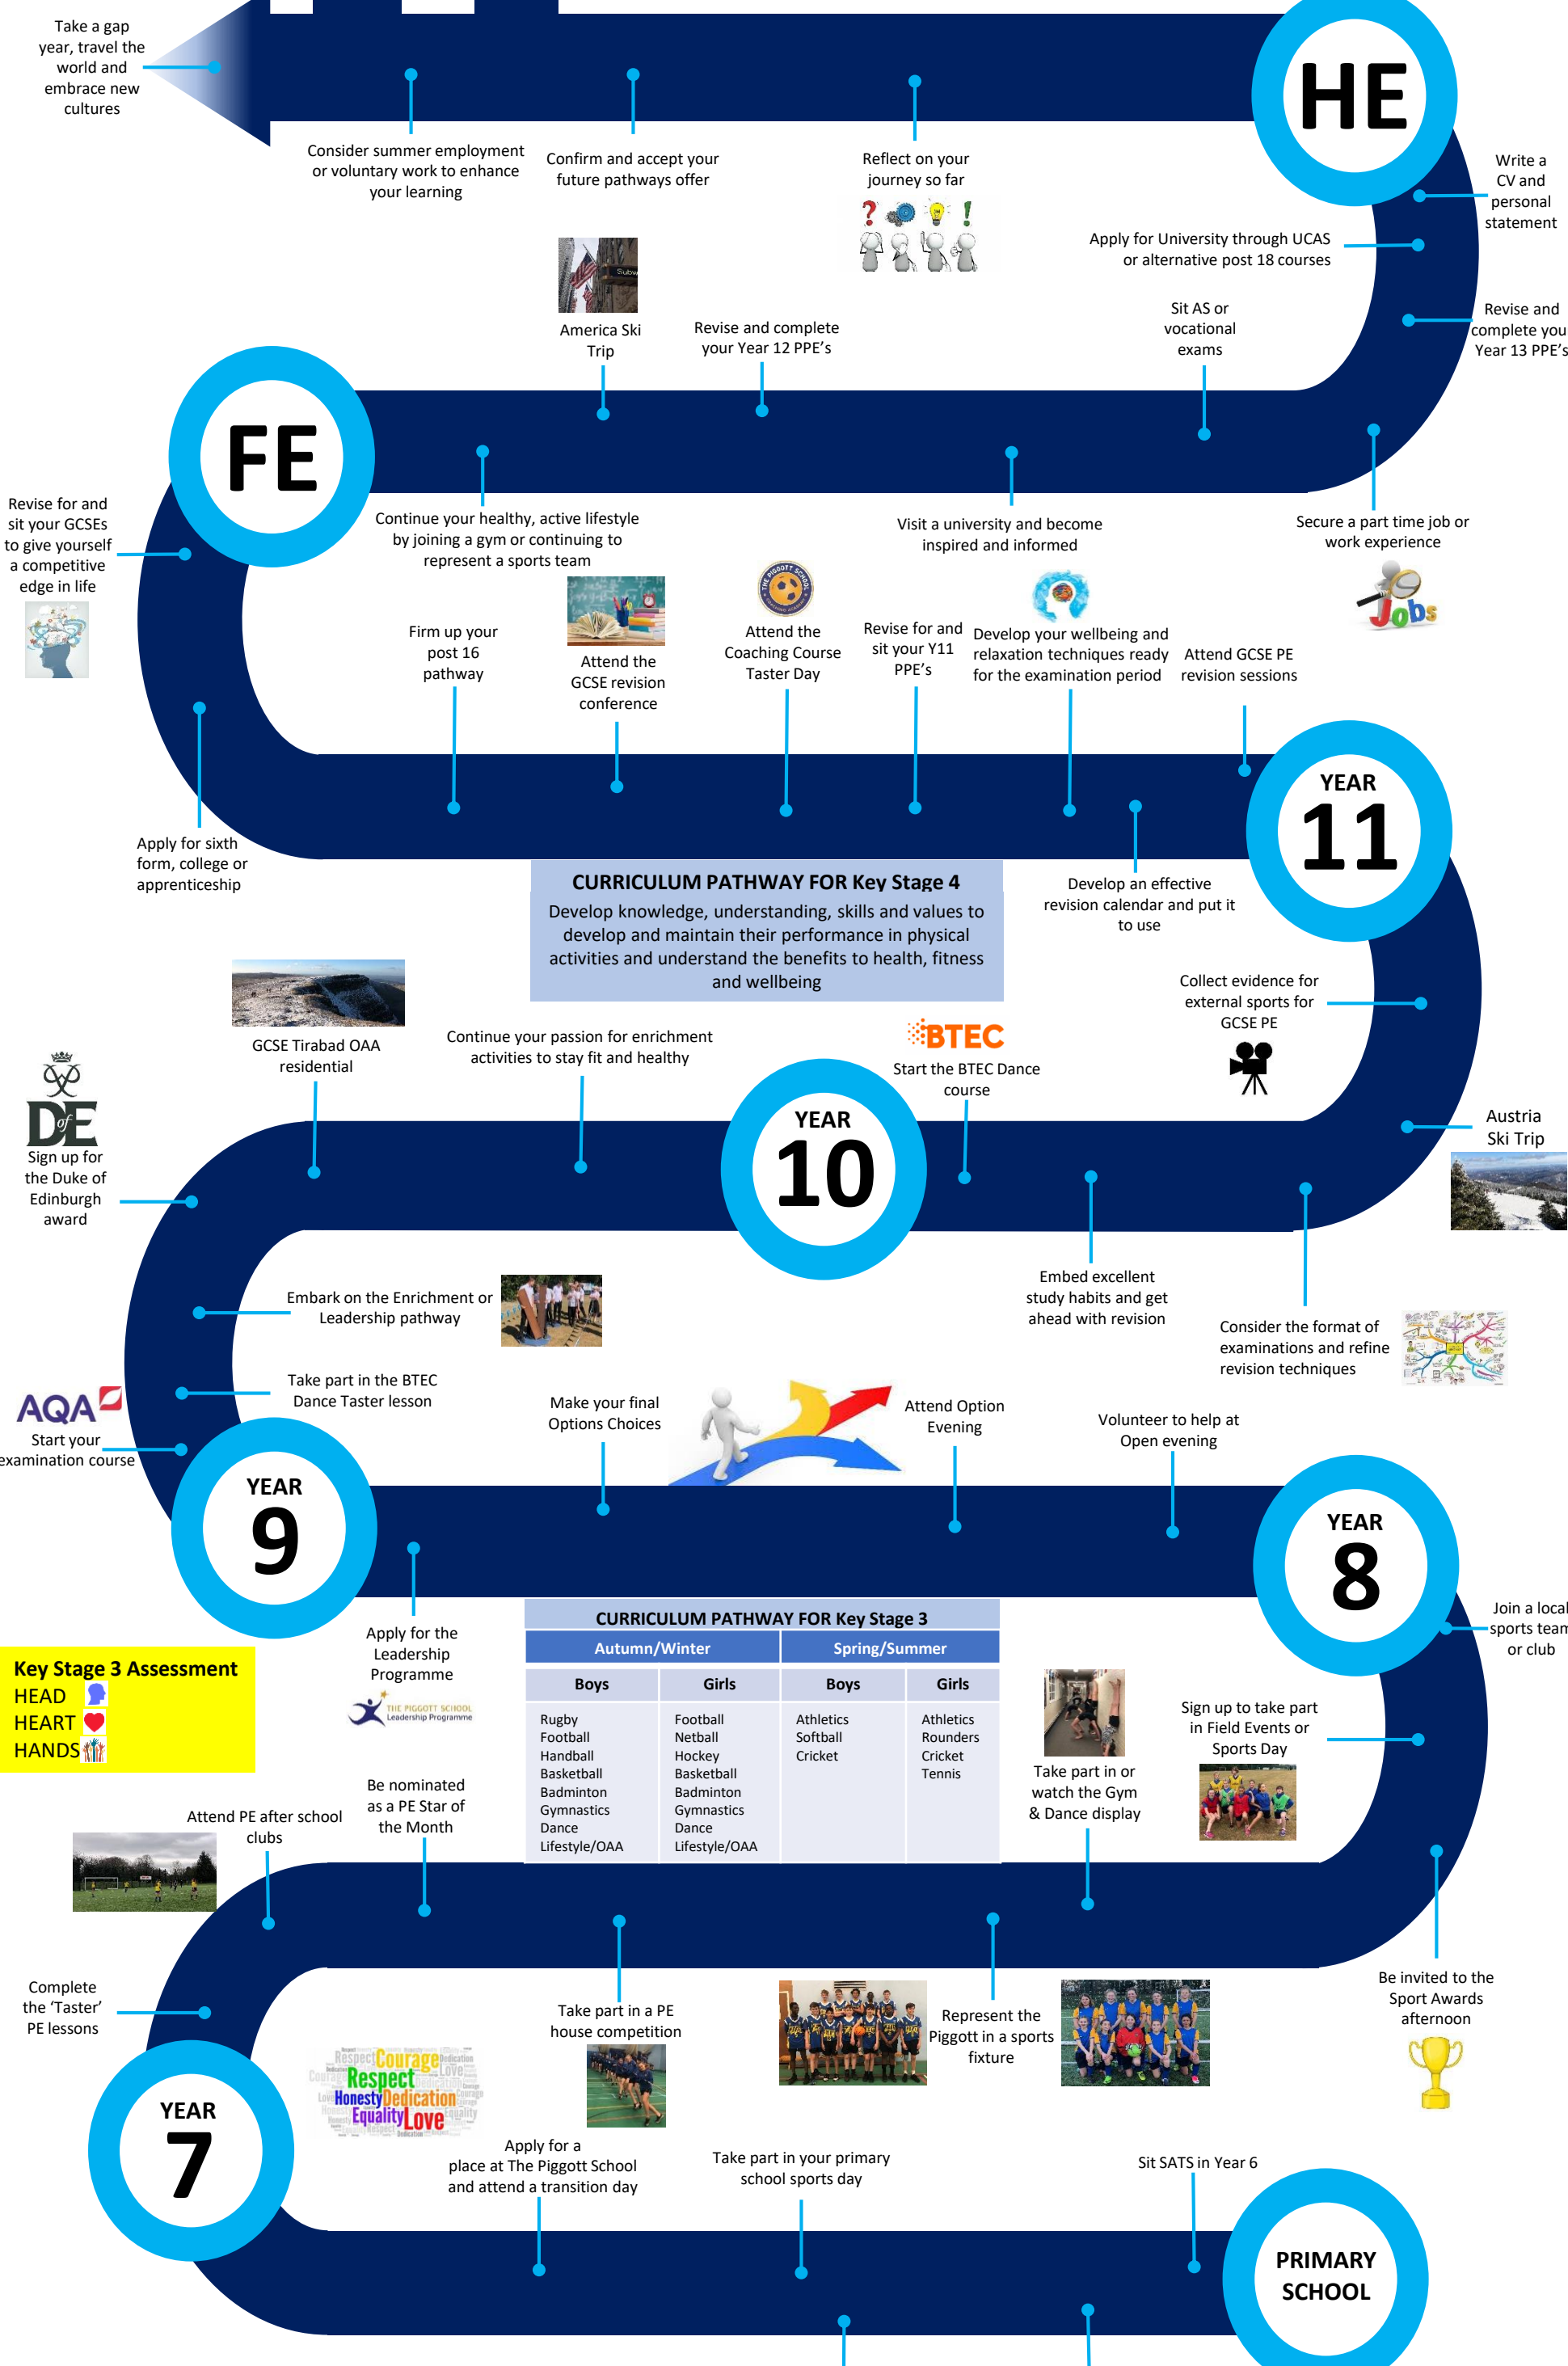 Take a gap
year, travel the
world and
embrace new
cultures
HE
Consider summer employment
or voluntary work to enhance
your learning
Confirm and accept your
future pathways offer
Reflect on your
journey so far
Write a
CV and
personal
statement
Apply for University through UCAS
or alternative post 18 courses
Revise and
complete you
Year 13 PPE's
Sit AS or
vocational
exams
Subw
America Ski
Trip
Revise and complete
your Year 12 PPE's
FE
Continue your healthy, active lifestyle
by joining a gym or continuing to
represent a sports team
Visit a university and become
inspired and informed
Secure a part time job or
work experience
Jobs
Revise for and
sit your GCSEs
to give yourself
a competitive
edge in life
Firm up your
post 16
pathway
Attend the
GCSE revision
conference
THE PIGGOTT SCHOOL
COACHING ACADEMY
Attend the
Coaching Course
Taster Day
Revise for and
sit your Y11
PPE's
Develop your wellbeing and
relaxation techniques ready
for the examination period
Attend GCSE PE
revision sessions
YEAR
11
Apply for sixth
form, college or
apprenticeship
CURRICULUM PATHWAY FOR Key Stage 4
Develop knowledge, understanding, skills and values to
develop and maintain their performance in physical
activities and understand the benefits to health, fitness
and wellbeing
Develop an effective
revision calendar and put it
to use
Collect evidence for
external sports for
GCSE PE
GCSE Tirabad OAA
residential
Continue your passion for enrichment
activities to stay fit and healthy
BTEC
Start the BTEC Dance
course
YEAR
10
Austria
Ski Trip
DofE
Sign up for
the Duke of
Edinburgh
award
Embed excellent
study habits and get
ahead with revision
Consider the format of
examinations and refine
revision techniques
Embark on the Enrichment or
Leadership pathway
Take part in the BTEC
Dance Taster lesson
AQA
Start your
examination course
Make your final
Options Choices
Attend Option
Evening
Volunteer to help at
Open evening
YEAR
9
YEAR
8
Apply for the
Leadership
Programme
THE PIGGOTT SCHOOL
Leadership Programme
CURRICULUM PATHWAY FOR Key Stage 3
Autumn/Winter Spring/Summer
Boys Girls Boys Girls
Rugby Football Athletics Athletics
Football Netball Softball Rounders
Handball Hockey Cricket Cricket
Basketball Basketball Tennis
Badminton Badminton
Gymnastics Gymnastics
Dance Dance
Lifestyle/OAA Lifestyle/OAA
Join a local
sports team
or club
Key Stage 3 Assessment
HEAD
HEART
HANDS
Sign up to take part
in Field Events or
Sports Day
Take part in or
watch the Gym
& Dance display
Be nominated
as a PE Star of
the Month
Attend PE after school
clubs
Complete
the 'Taster'
PE lessons
Take part in a PE
house competition
Represent the
Piggott in a sports
fixture
Be invited to the
Sport Awards
afternoon
Courage
Respect
Honesty Dedication
Equality Love
YEAR
7
Apply for a
place at The Piggott School
and attend a transition day
Take part in your primary
school sports day
Sit SATS in Year 6
PRIMARY
SCHOOL